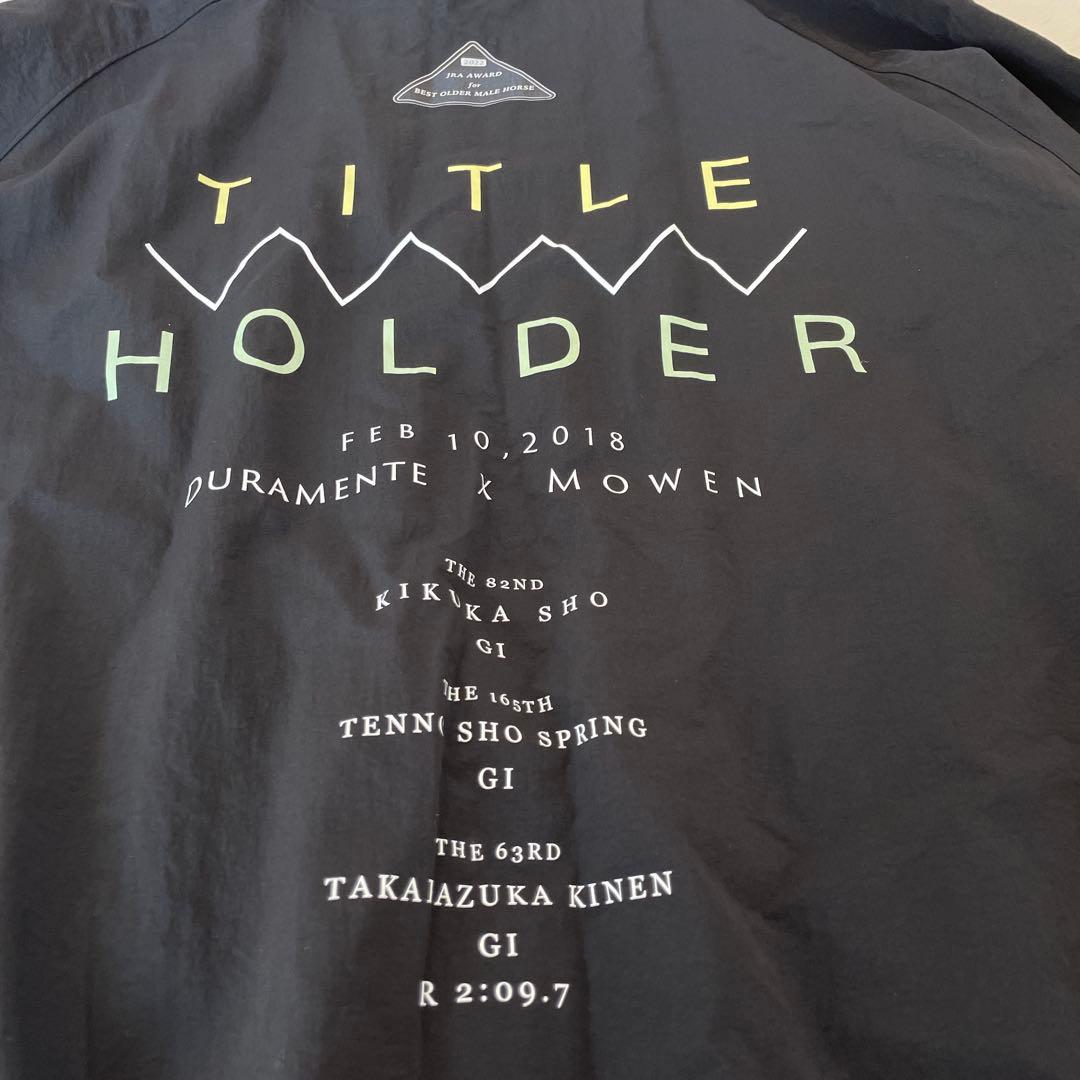 2022
JRA AWARD
for
BEST OLDER MALE HORSE
TITLE
HOLDER
FEB 10,2018
DURAMENTE X MOWEN
THE 82ND
KIKUKA SHO
GI
THE 165TH
TENNO SHO SPRING
GI
THE 63RD
TAKARAZUKA KINEN
GI
R 2:09.7